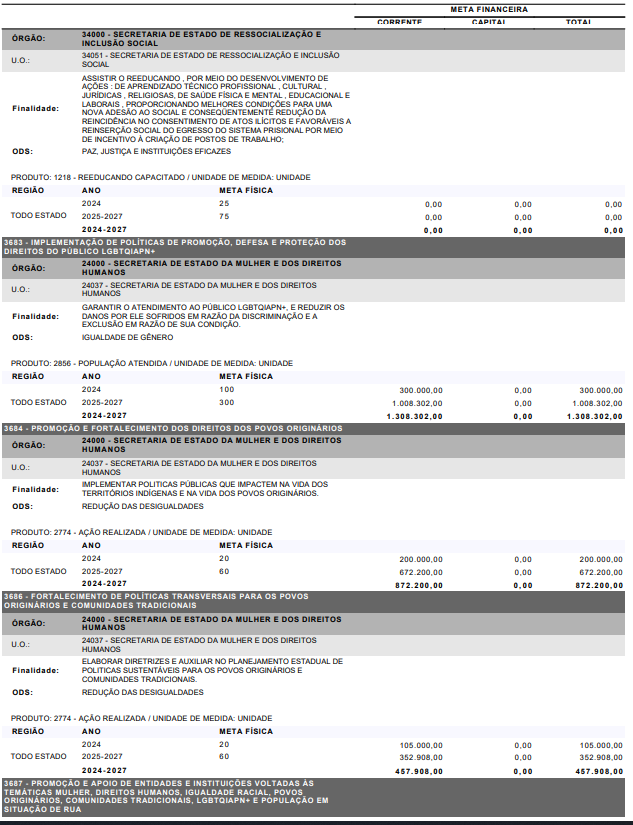 META FINANCEIRA
CORRENTE CAPITAL TOTAL
ÓRGÃO: 34000 - SECRETARIA DE ESTADO DE RESSOCIALIZAÇÃO E
INCLUSÃO SOCIAL
U.O.: 34051 - SECRETARIA DE ESTADO DE RESSOCIALIZAÇÃO E INCLUSÃO
SOCIAL
ASSISTIR O REEDUCANDO , POR MEIO DO DESENVOLVIMENTO DE
AÇÕES : DE APRENDIZADO TÉCNICO PROFISSIONAL , CULTURAL ,
JURÍDICAS , RELIGIOSAS, DE SAÚDE FÍSICA E MENTAL , EDUCACIONAL E
Finalidade: LABORAIS , PROPORCIONANDO MELHORES CONDIÇÕES PARA UMA
NOVA ADESÃO AO SOCIAL E CONSEQÜENTEMENTE REDUÇÃO DA
REINCIDÊNCIA NO CONSENTIMENTO DE ATOS ILÍCITOS E FAVORÁVEIS A
REINSERÇÃO SOCIAL DO EGRESSO DO SISTEMA PRISIONAL POR MEIO
DE INCENTIVO À CRIAÇÃO DE POSTOS DE TRABALHO;
ODS: PAZ, JUSTIÇA E INSTITUIÇÕES EFICAZES
PRODUTO: 1218 - REEDUCANDO CAPACITADO / UNIDADE DE MEDIDA: UNIDADE
REGIÃO ANO META FÍSICA
2024 25 0,00 0,00 0,00
TODO ESTADO 2025-2027 75 0,00 0,00 0,00
2024-2027 0,00 0,00 0,00
3683 - IMPLEMENTAÇÃO DE POLÍTICAS DE PROMOÇÃO, DEFESA E PROTEÇÃO DOS
DIREITOS DO PÚBLICO LGBTQIAPN+
ÓRGÃO: 24000 - SECRETARIA DE ESTADO DA MULHER E DOS DIREITOS
HUMANOS
U.O.: 24037 - SECRETARIA DE ESTADO DA MULHER E DOS DIREITOS
HUMANOS
GARANTIR O ATENDIMENTO AO PÚBLICO LGBTQIAPN+, E REDUZIR OS
Finalidade: DANOS POR ELE SOFRIDOS EM RAZÃO DA DISCRIMINAÇÃO E A
EXCLUSÃO EM RAZÃO DE SUA CONDIÇÃO.
ODS: IGUALDADE DE GÊNERO
PRODUTO: 2856 - POPULAÇÃO ATENDIDA / UNIDADE DE MEDIDA: UNIDADE
REGIÃO ANO META FÍSICA
2024 100 300.000,00 0,00 300.000,00
TODO ESTADO 2025-2027 300 1.008.302,00 0,00 1.008.302,00
2024-2027 1.308.302,00 0,00 1.308.302,00
3684 - PROMOÇÃO E FORTALECIMENTO DOS DIREITOS DOS POVOS ORIGINÁRIOS
ÓRGÃO: 24000 - SECRETARIA DE ESTADO DA MULHER E DOS DIREITOS
HUMANOS
U.O.: 24037 - SECRETARIA DE ESTADO DA MULHER E DOS DIREITOS
HUMANOS
Finalidade: IMPLEMENTAR POLITICAS PÚBLICAS QUE IMPACTEM NA VIDA DOS
TERRITÓRIOS INDÍGENAS E NA VIDA DOS POVOS ORIGINÁRIOS.
ODS: REDUÇÃO DAS DESIGUALDADES
PRODUTO: 2774 - AÇÃO REALIZADA / UNIDADE DE MEDIDA: UNIDADE
REGIÃO ANO META FÍSICA
2024 20 200.000,00 0,00 200.000,00
TODO ESTADO 2025-2027 60 672.200,00 0,00 672.200,00
2024-2027 872.200,00 0,00 872.200,00
3686 - FORTALECIMENTO DE POLÍTICAS TRANSVERSAIS PARA OS POVOS
ORIGINÁRIOS E COMUNIDADES TRADICIONAIS
ÓRGÃO: 24000 - SECRETARIA DE ESTADO DA MULHER E DOS DIREITOS
HUMANOS
U.O.: 24037 - SECRETARIA DE ESTADO DA MULHER E DOS DIREITOS
HUMANOS
ELABORAR DIRETRIZES E AUXILIAR NO PLANEJAMENTO ESTADUAL DE
Finalidade: POLITICAS SUSTENTÁVEIS PARA OS POVOS ORIGINÁRIOS E
COMUNIDADES TRADICIONAIS.
ODS: REDUÇÃO DAS DESIGUALDADES
PRODUTO: 2774 - AÇÃO REALIZADA / UNIDADE DE MEDIDA: UNIDADE
REGIÃO ANO META FÍSICA
2024 20 105.000,00 0,00 105.000,00
TODO ESTADO 2025-2027 60 352.908,00 0,00 352.908,00
2024-2027 457.908,00 0,00 457.908,00
3687 - PROMOÇÃO E APOIO DE ENTIDADES E INSTITUIÇÕES VOLTADAS ÀS
TEMÁTICAS MULHER, DIREITOS HUMANOS, IGUALDADE RACIAL, POVOS
ORIGINÁRIOS, COMUNIDADES TRADICIONAIS, LGBTQIAPN+ E POPULAÇÃO EM
SITUAÇÃO DE RUA